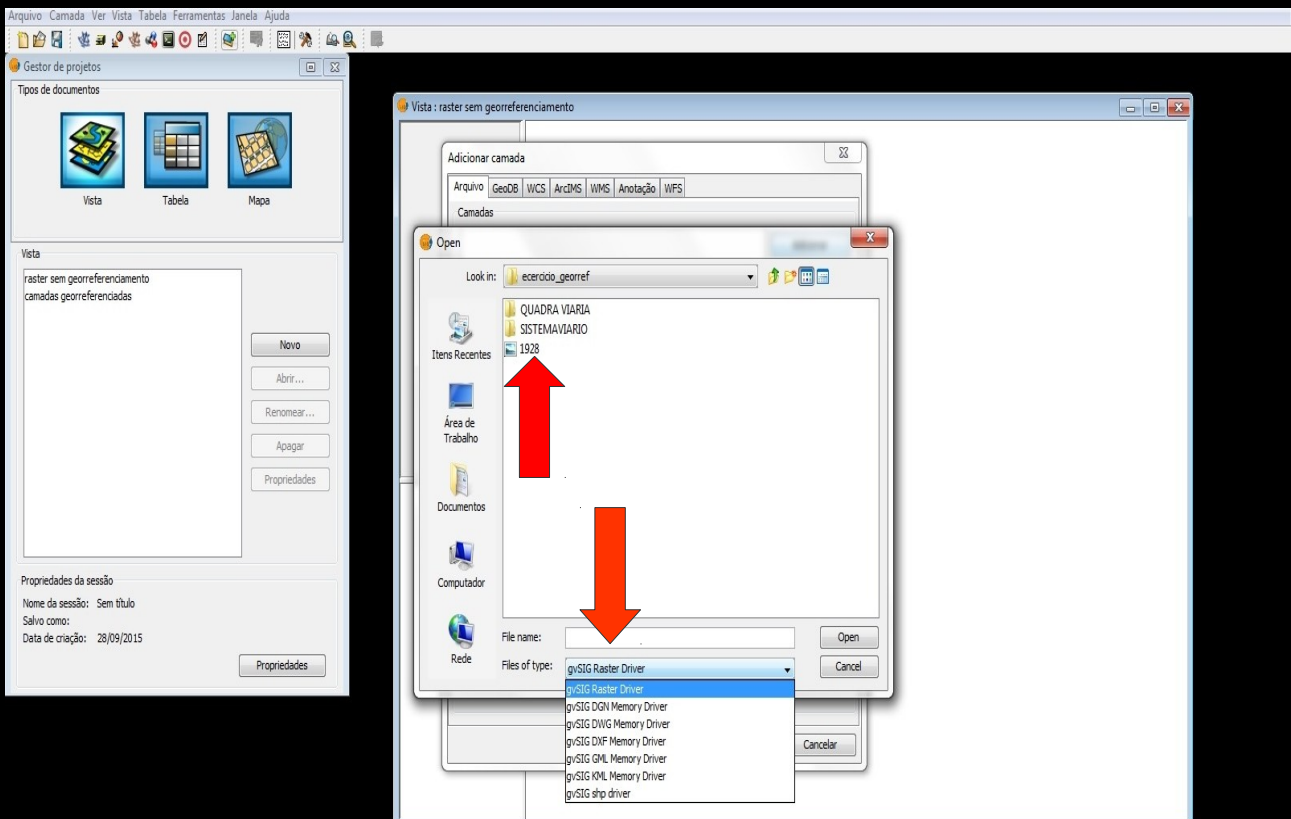 Arquivo Camada Ver Vista Tabela Ferramentas Janela Ajuda
Gestor de projetos
Tipos de documentos
Vista Tabela Mapa
Vista
raster sem georreferenciamento
camadas georreferenciadas
Novo
Abrir...
Renomear...
Apagar
Propriedades
Propriedades da sessão
Nome da sessão: Sem título
Salvo como:
Data de criação: 28/09/2015
Propriedades
Vista : raster sem georreferenciamento
Adicionar camada
Arquivo GeoDB WCS ArcIMS WMS Anotação WFS
Camadas
Open
Look in: ecercicio_georref
QUADRA VIARIA
SISTEMAVIARIO
1928
Itens Recentes
Área de
Trabalho
Documentos
Computador
Rede
File name:
Open
Files of type: gvSIG Raster Driver
Cancel
gvSIG Raster Driver
gvSIG DGN Memory Driver
gvSIG DWG Memory Driver
gvSIG DXF Memory Driver
gvSIG GML Memory Driver
gvSIG KML Memory Driver
gvSIG shp driver
Cancelar